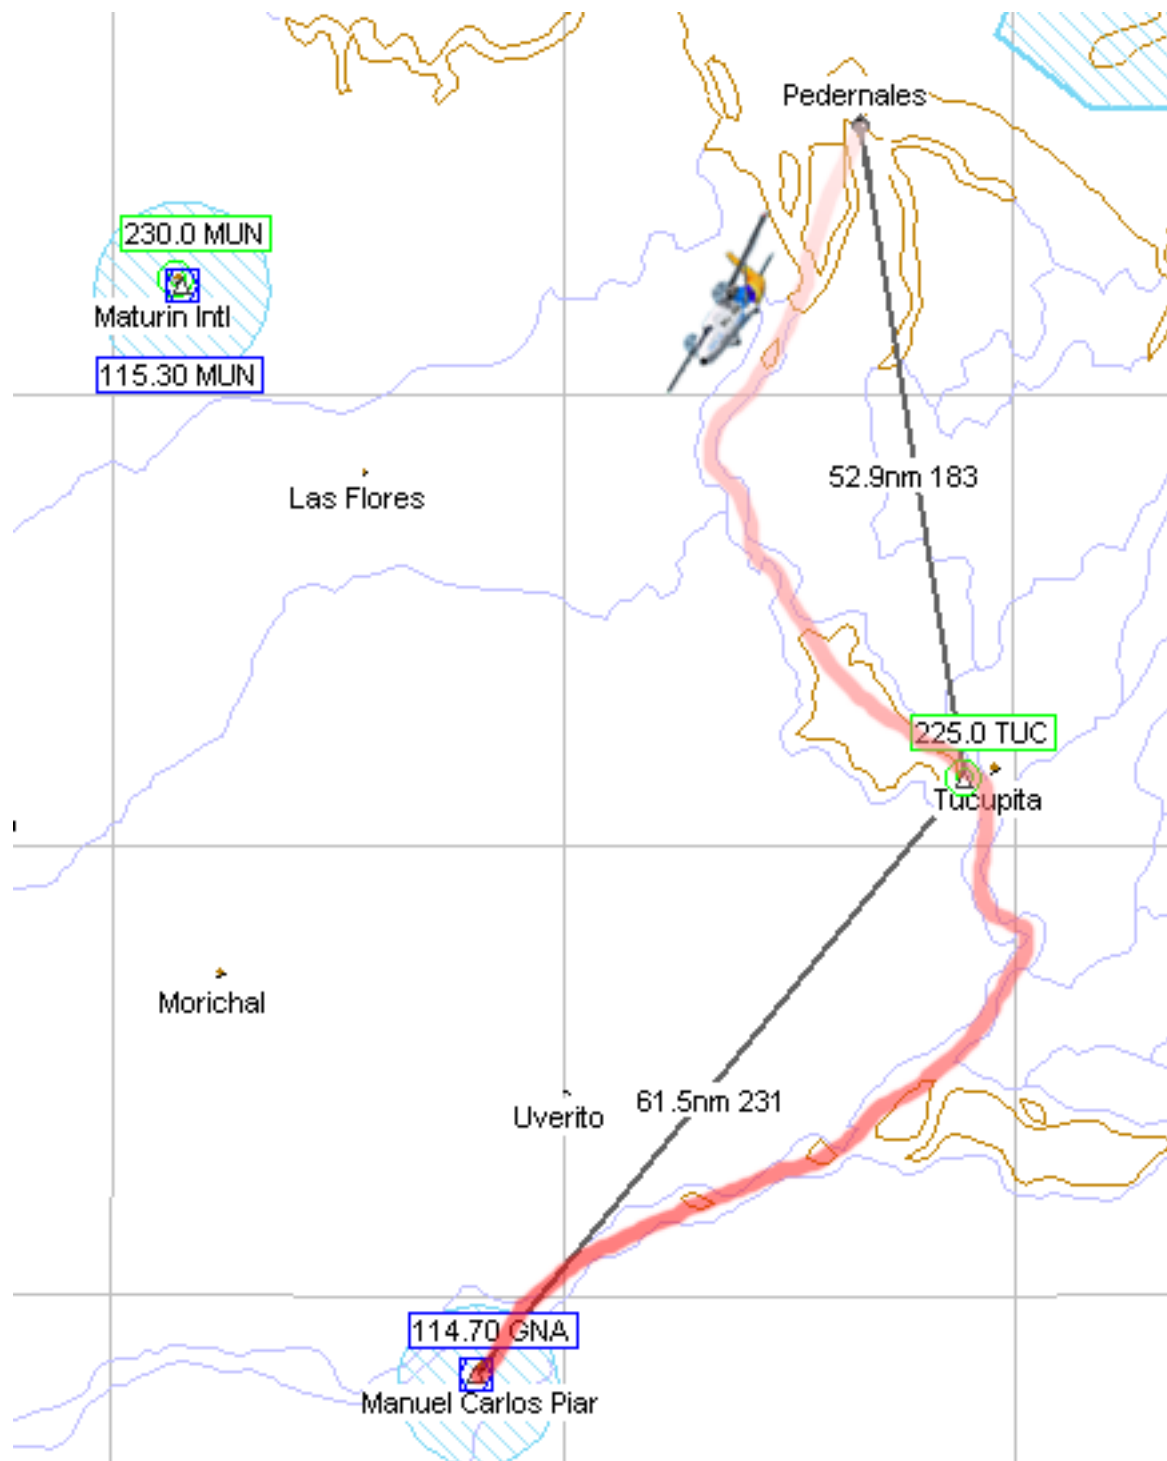 Pedernales
230.0 MUN
Maturin Intl
115.30 MUN
52.9nm 183
Las Flores
225.0 TUC
Tucupita
Morichal
61.5nm 231
Uverito
114.70 GNA
Manuel Carlos Piar